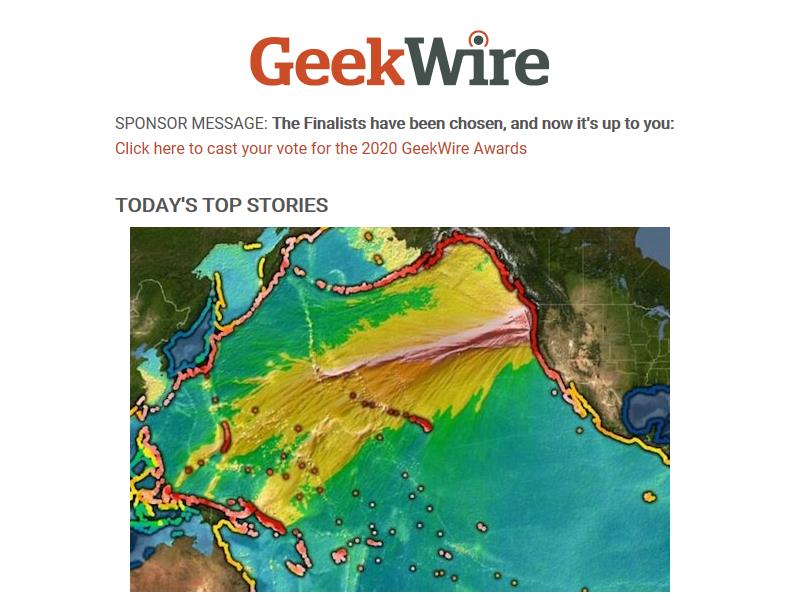 GeekWire
SPONSOR MESSAGE: The Finalists have been chosen, and now it's up to you:
Click here to cast your vote for the 2020 GeekWire Awards
TODAY'S TOP STORIES